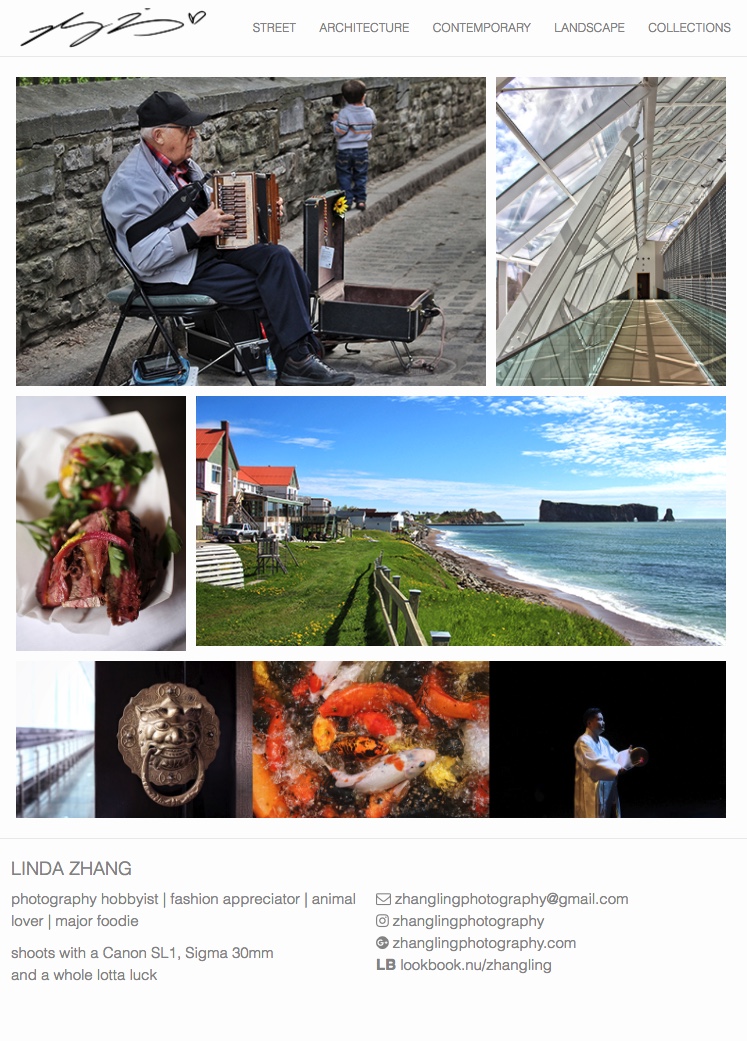 STREET ARCHITECTURE CONTEMPORARY LANDSCAPE COLLECTIONS
LINDA ZHANG
photography hobbyist | fashion appreciator | animal
lover | major foodie
shoots with a Canon SL1, Sigma 30mm
and a whole lotta luck
zhanglingphotography@gmail.com
zhanglingphotography
zhanglingphotography.com
LB lookbook.nu/zhangling